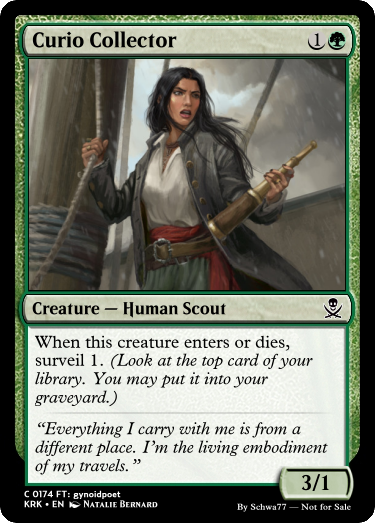 Curio Collector 1
Creature — Human Scout
When this creature enters or dies,
surveil 1. (Look at the top card of your
library. You may put it into your
graveyard.)
“Everything I carry with me is from a
different place. I'm the living embodiment
of my travels.”
3/1
C 0174 FT: gynoidpoet
KRK • EN Natalie Bernard
By Schwa77 — Not for Sale